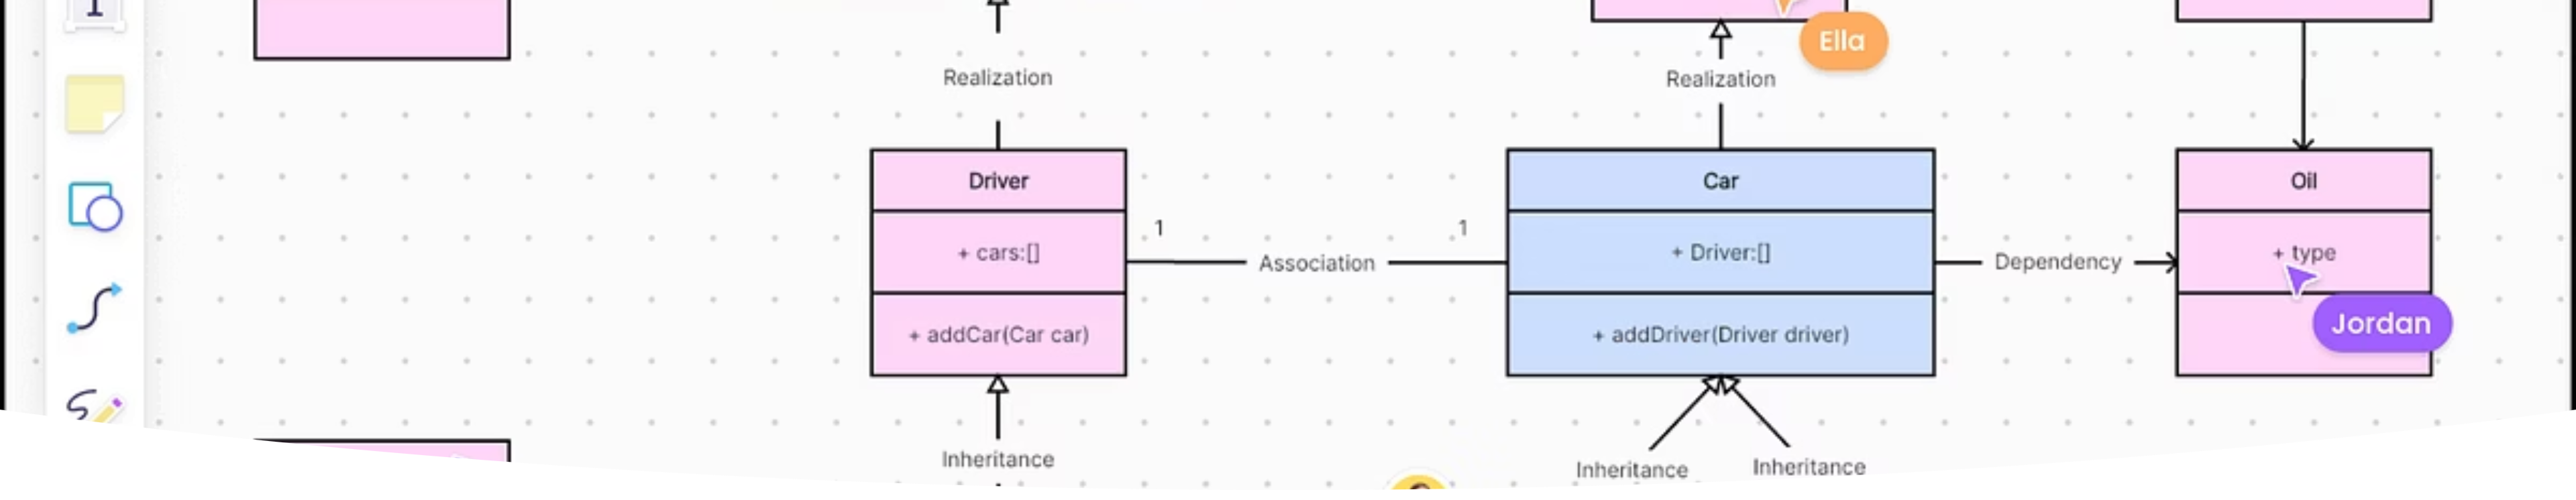 Ella
Realization
Realization
Driver
Car
Oil
1
1
+ cars:[]
+ Driver:[]
+ type
Association
Dependency
Jordan
+ addCar(Car car)
+ addDriver(Driver driver)
Inheritance
Inheritance
Inheritance